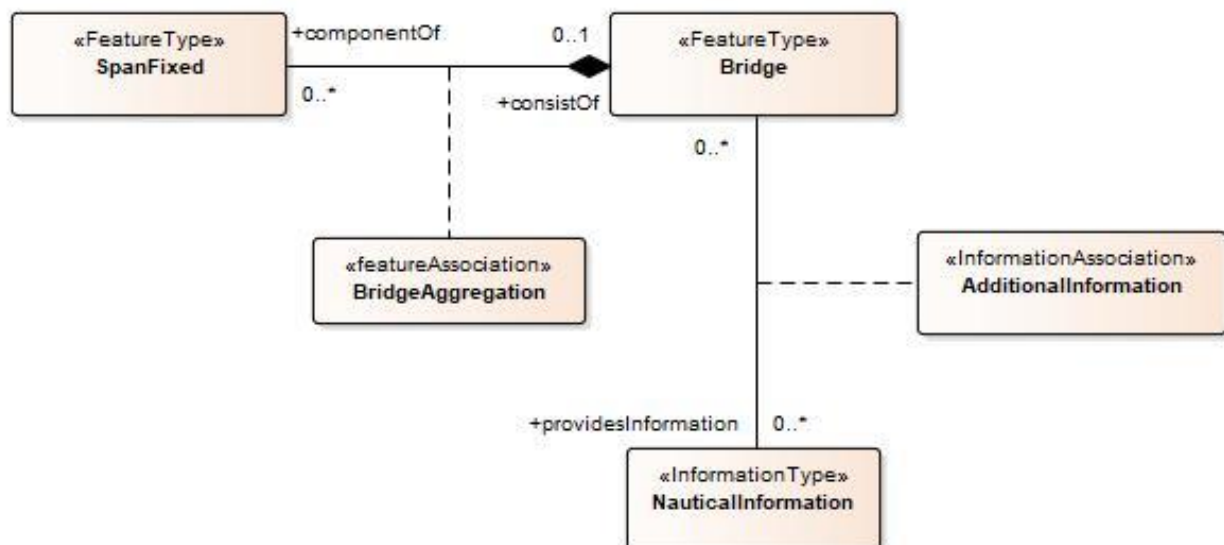 «FeatureType»
SpanFixed
+componentOf
0..1
0..*
+consistOf
«FeatureType»
Bridge
0..*
«featureAssociation»
BridgeAggregation
«InformationAssociation»
AdditionalInformation
+providesInformation
0..*
«InformationType»
NauticalInformation